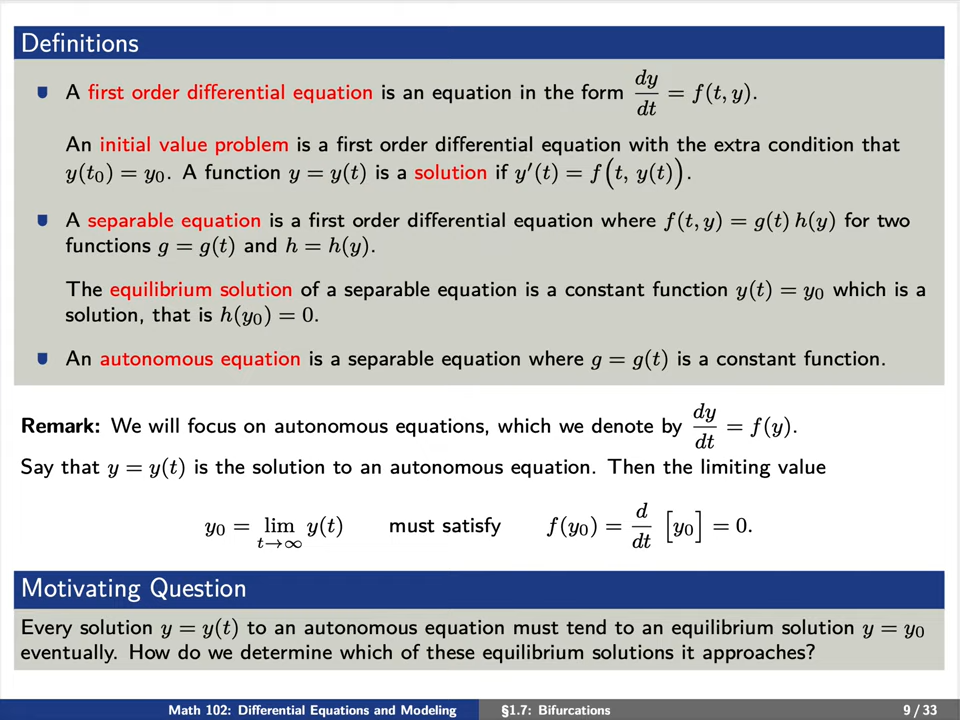 Definitions
A first order differential equation is an equation in the form dy/dt = f(t, y).
An initial value problem is a first order differential equation with the extra condition that
y(t₀) = y₀. A function y = y(t) is a solution if y′(t) = f(t, y(t)).
A separable equation is a first order differential equation where f(t, y) = g(t) h(y) for two
functions g = g(t) and h = h(y).
The equilibrium solution of a separable equation is a constant function y(t) = y₀ which is a
solution, that is h(y₀) = 0.
An autonomous equation is a separable equation where g = g(t) is a constant function.
Remark: We will focus on autonomous equations, which we denote by dy/dt = f(y).
Say that y = y(t) is the solution to an autonomous equation. Then the limiting value
y₀ = lim t→∞ y(t) must satisfy f(y₀) = d/dt [y₀] = 0.
Motivating Question
Every solution y = y(t) to an autonomous equation must tend to an equilibrium solution y = y₀
eventually. How do we determine which of these equilibrium solutions it approaches?
Math 102: Differential Equations and Modeling §1.7: Bifurcations 9 / 33